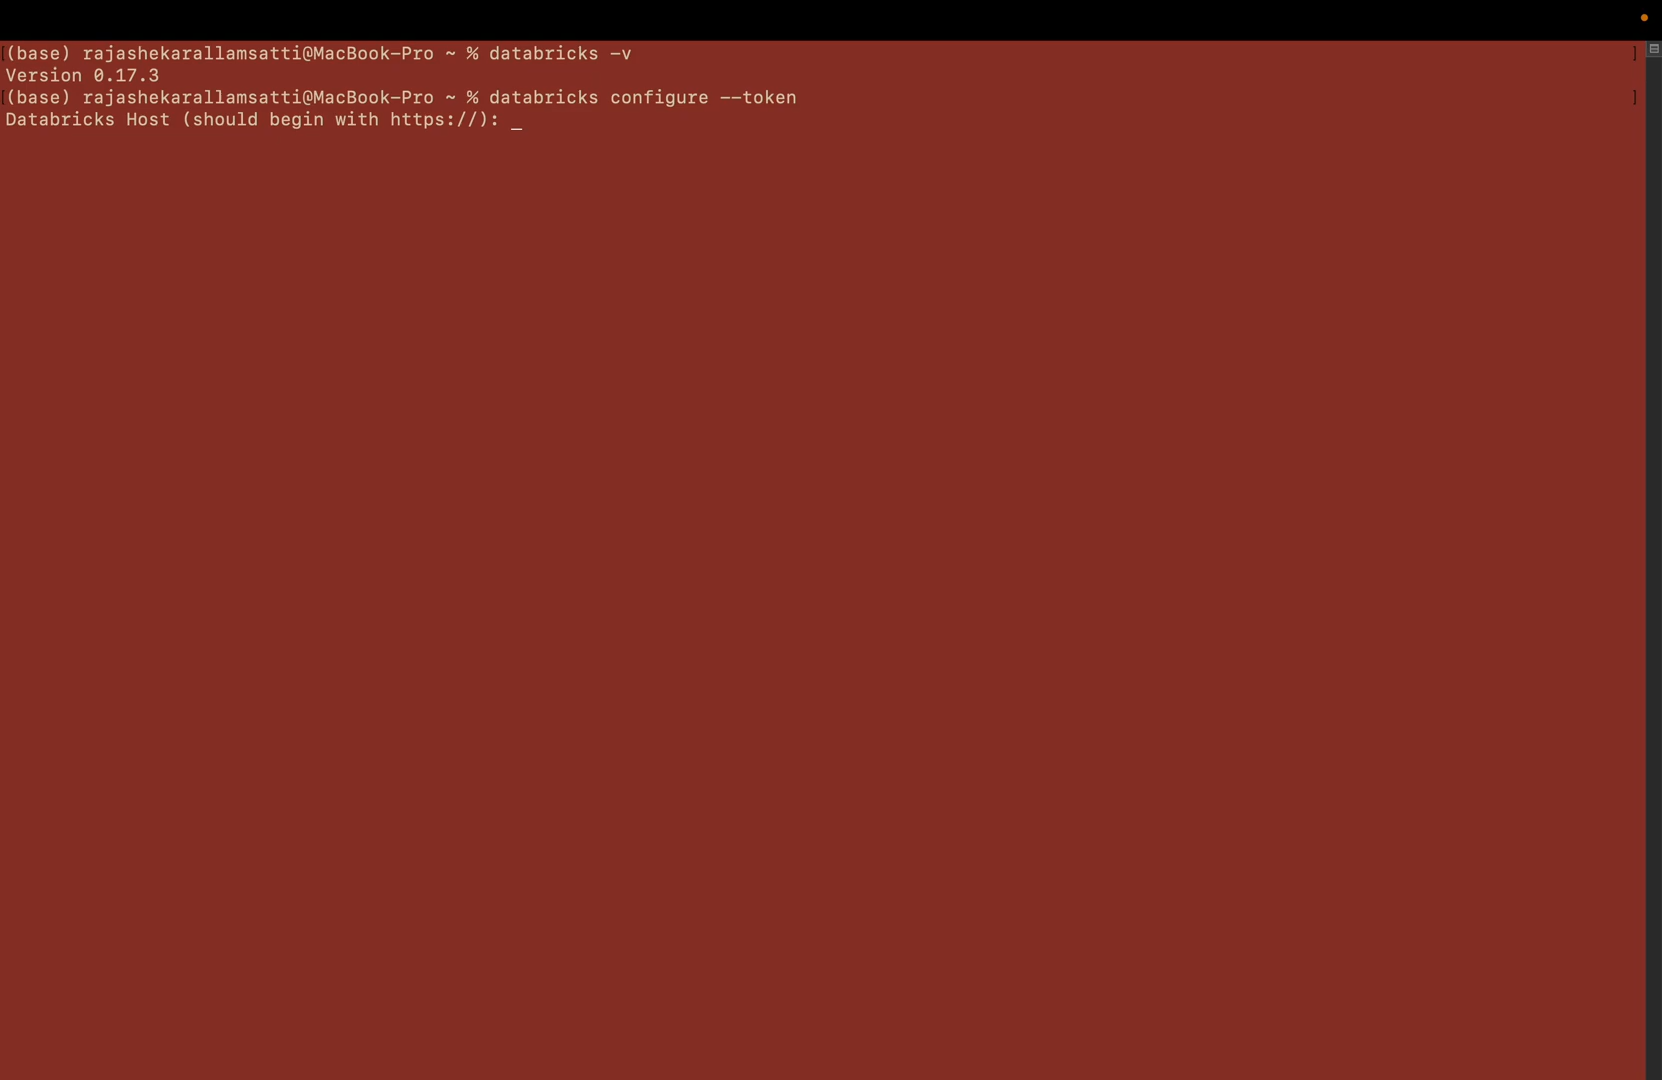 [(base) rajashekarallamsatti@MacBook-Pro ~ % databricks -v ]
Version 0.17.3
[(base) rajashekarallamsatti@MacBook-Pro ~ % databricks configure --token ]
Databricks Host (should begin with https://): _